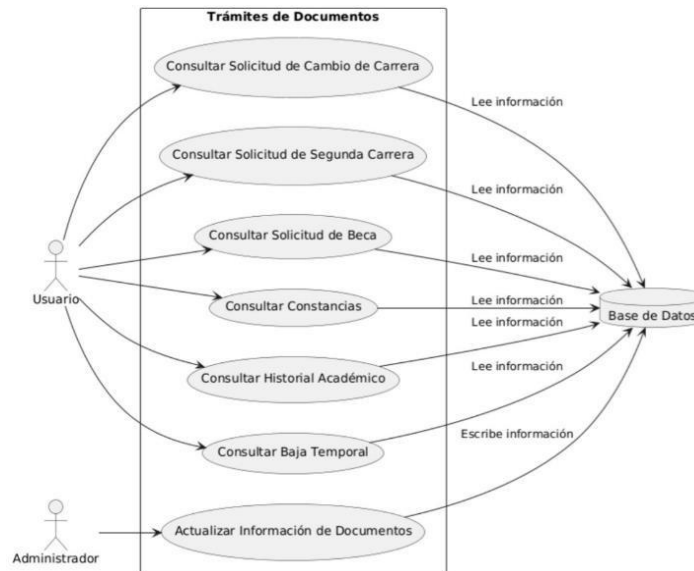 Trámites de Documentos
Consultar Solicitud de Cambio de Carrera
Lee información
Consultar Solicitud de Segunda Carrera
Lee información
Consultar Solicitud de Beca
Lee información
Usuario
Consultar Constancias
Lee información
Base de Datos
Lee información
Consultar Historial Académico
Lee información
Consultar Baja Temporal
Escribe información
Actualizar Información de Documentos
Administrador